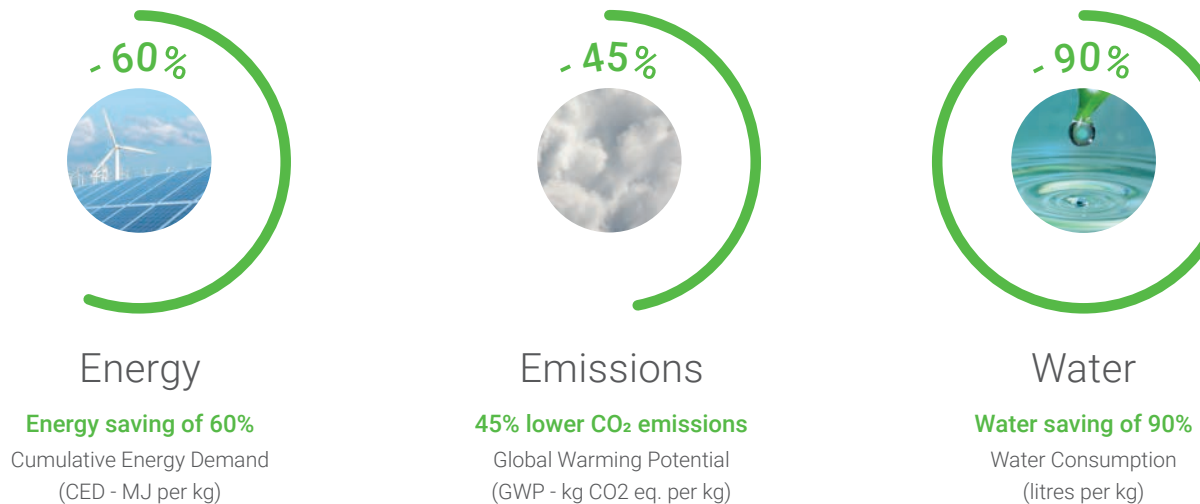 - 60%
- 45%
- 90%
Energy
Emissions
Water
Energy saving of 60%
45% lower CO₂ emissions
Water saving of 90%
Cumulative Energy Demand
Global Warming Potential
Water Consumption
(CED - MJ per kg)
(GWP - kg CO2 eq. per kg)
(litres per kg)